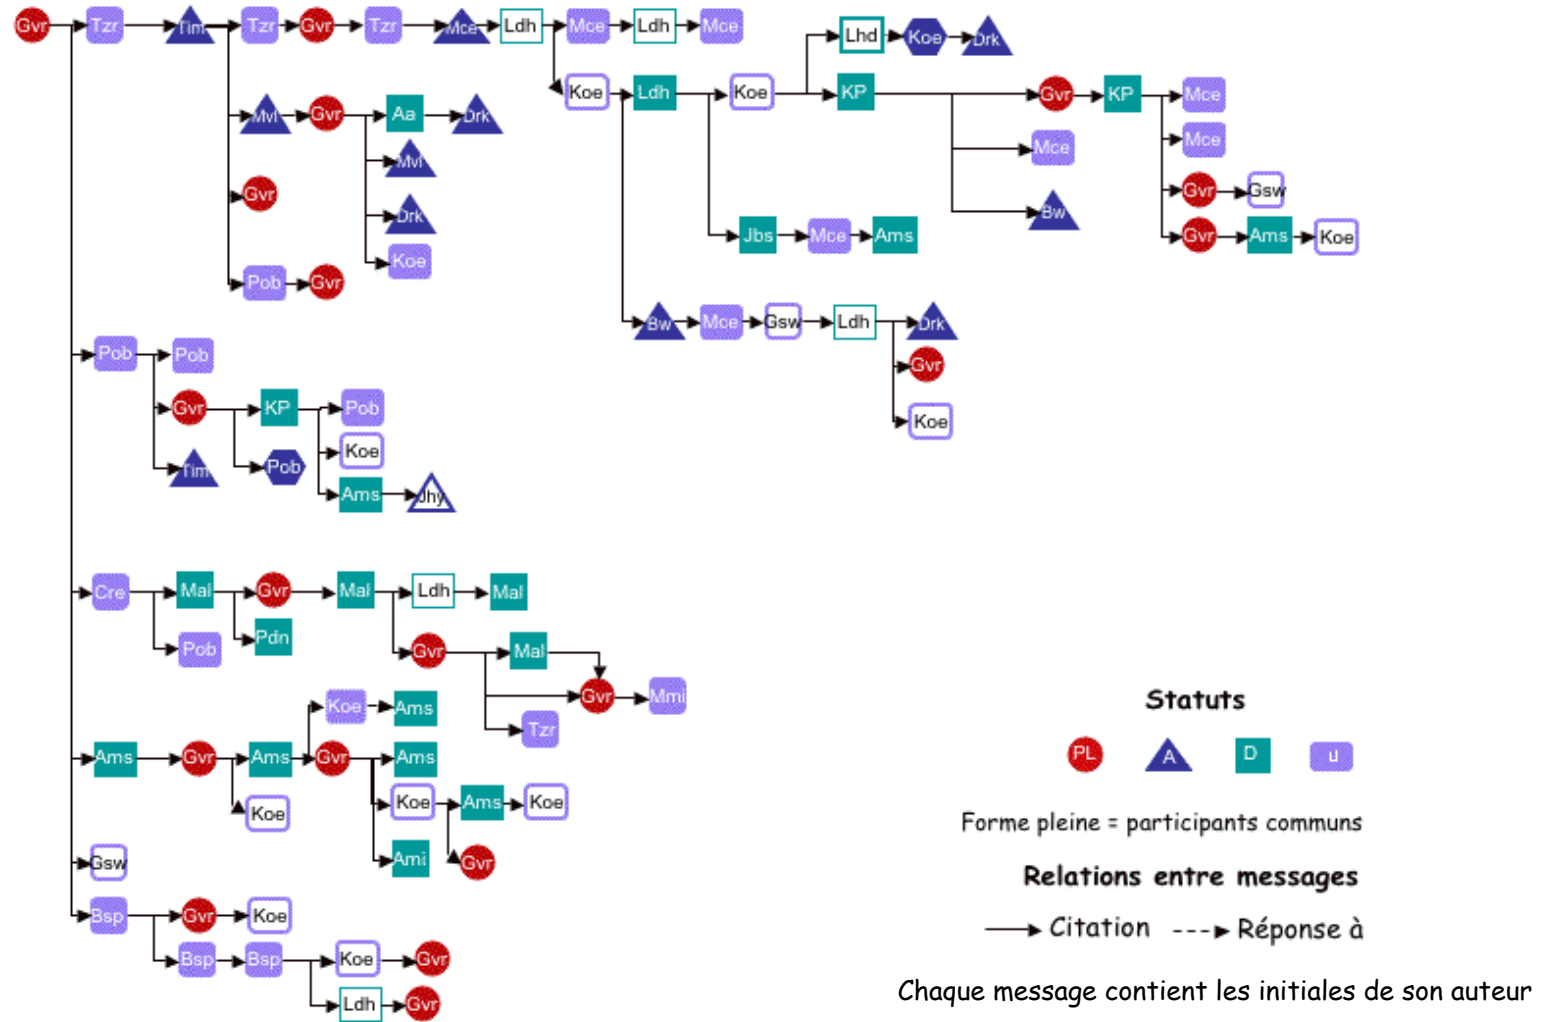 Gvr Tzr Tim Tzr Gvr Tzr Mce Ldh Mce Ldh Mce
Lhd Koe Drk
Koe Ldh Koe KP Gvr KP Mce
Mvl Gvr Aa Drk
Mce Mce
Mvl
Gvr Gvr Gsw
Drk Bw
Jbs Mce Ams Gvr Ams Koe
Koe
Pob Gvr
Bw Mce Gsw Ldh Drk
Pob Pob
Gvr
Gvr KP Pob
Koe
Koe
Tim Pob
Ams Jhy
Cre Mal Gvr Mal Ldh Mal
Pdn
Pob Gvr Mal
Gvr Mmi
Koe Ams
Tzr
Ams Gvr Ams Gvr Ams
Koe Koe Ams Koe
Gsw Ami Gvr
Bsp Gvr Koe
Bsp Bsp Koe Gvr
Ldh Gvr
Statuts
PL A D u
Forme pleine = participants communs
Relations entre messages
Citation Réponse à
Chaque message contient les initiales de son auteur